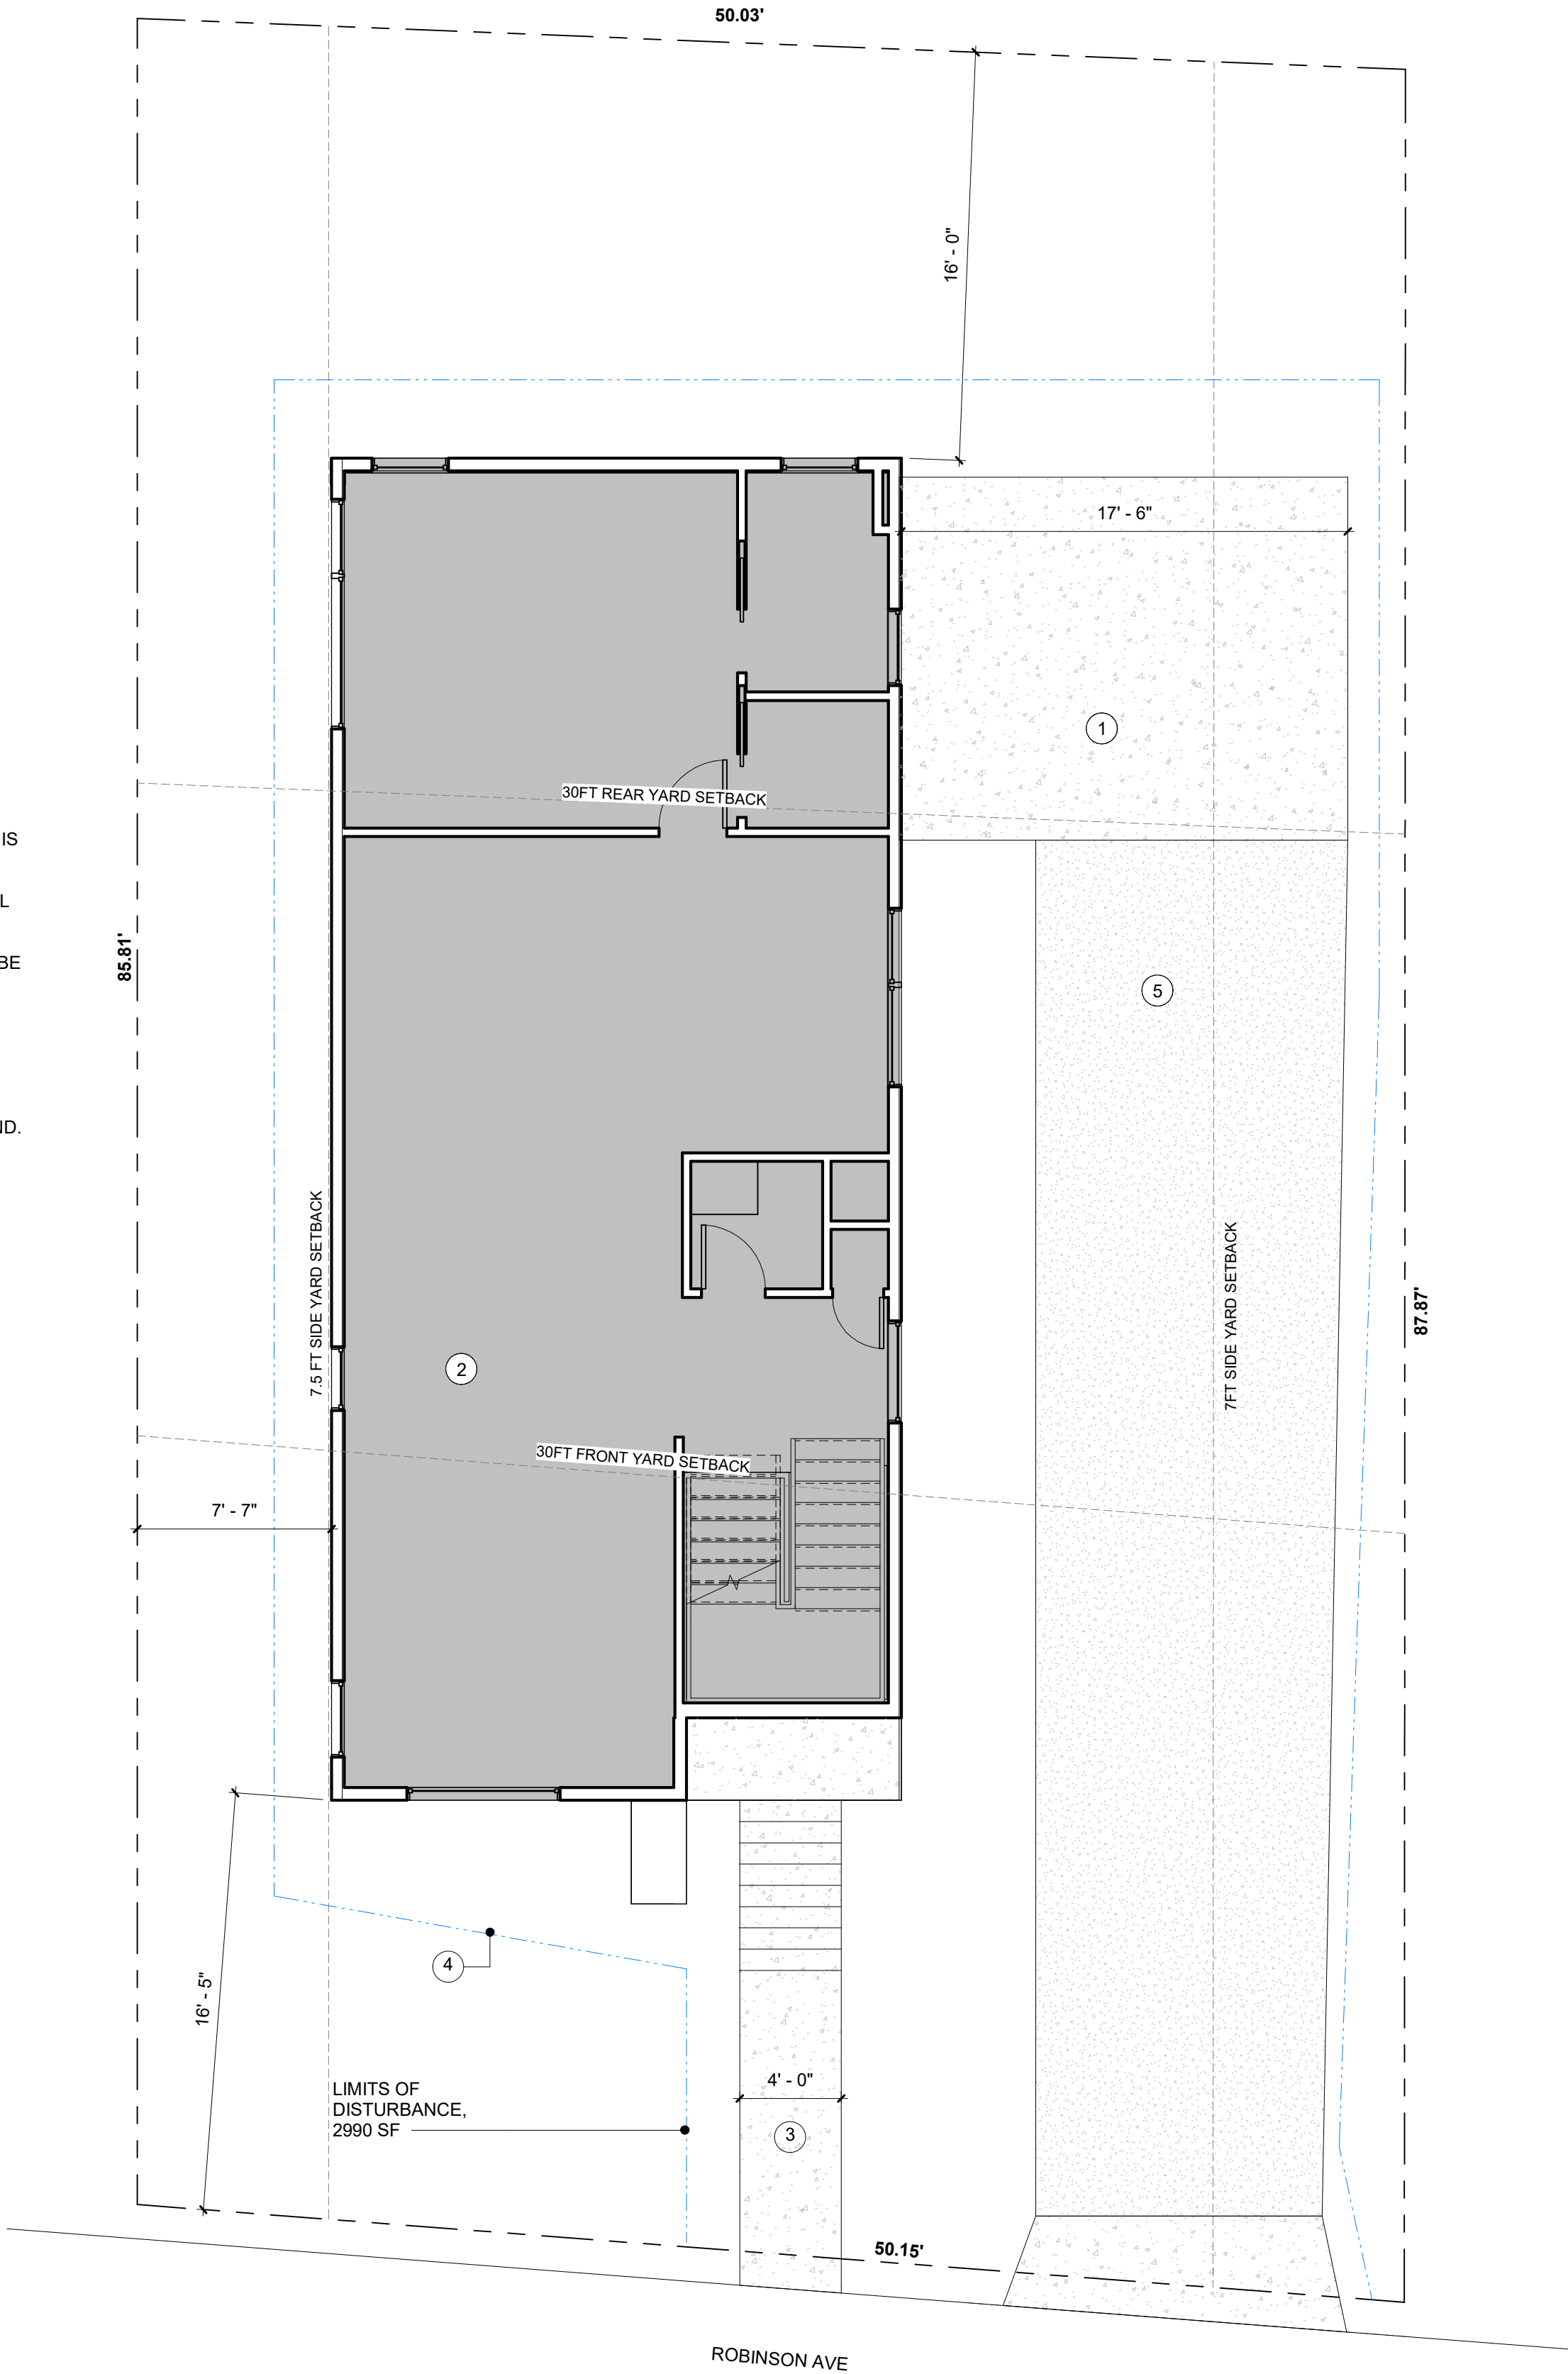 50.03'
16' - 0"
17' - 6"
1
30FT REAR YARD SETBACK
IS
L
BE
85.81'
5
ND.
7.5 FT SIDE YARD SETBACK
7FT SIDE YARD SETBACK
87.87'
2
30FT FRONT YARD SETBACK
7' - 7"
4
16' - 5"
LIMITS OF
DISTURBANCE,
2990 SF
4' - 0"
3
50.15'
ROBINSON AVE